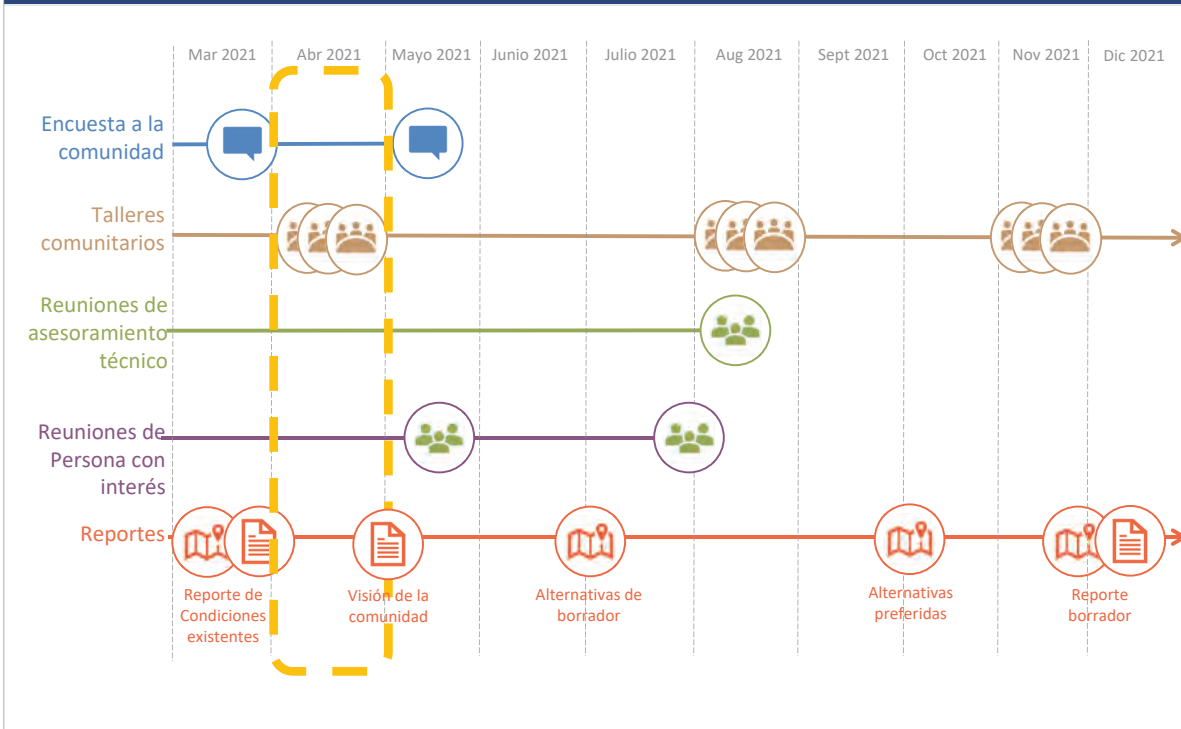 Mar 2021
Abr 2021
Mayo 2021
Junio 2021
Julio 2021
Aug 2021
Sept 2021
Oct 2021
Nov 2021
Dic 2021
Encuesta a la
comunidad
Talleres
comunitarios
Reuniones de
asesoramiento
técnico
Reuniones de
Persona con
interés
Reportes
Reporte de
Condiciones
existentes
Visión de la
comunidad
Alternativas de
borrador
Alternativas
preferidas
Reporte
borrador